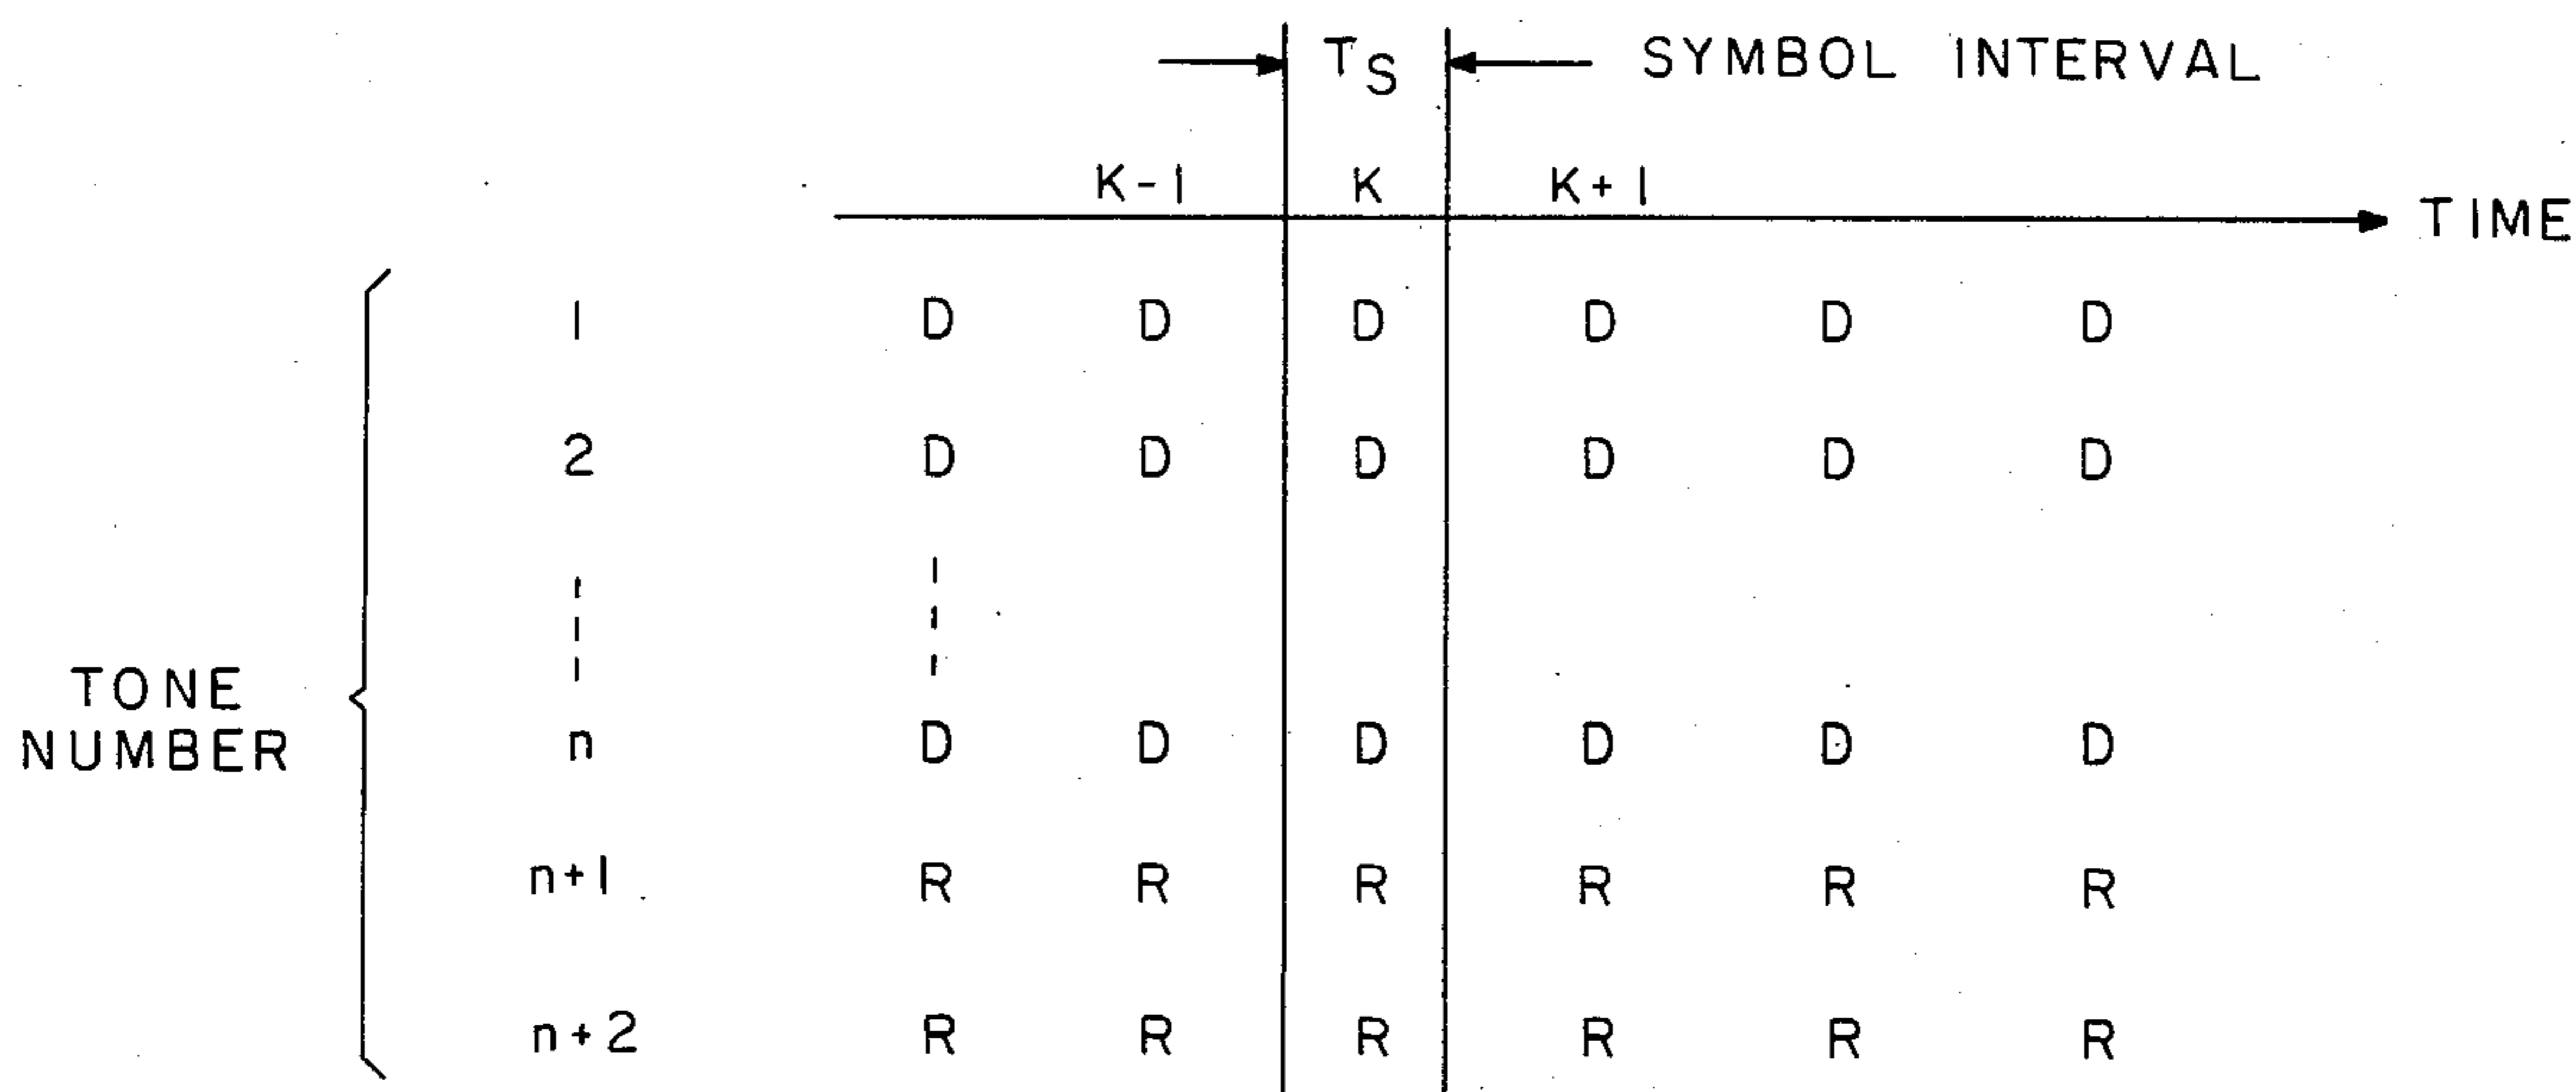 T_S SYMBOL INTERVAL
K-1 K K+1
TIME
1 D D D D D D
2 D D D D D D
TONE
NUMBER
n D D D D D D
n+1 R R R R R R
n+2 R R R R R R